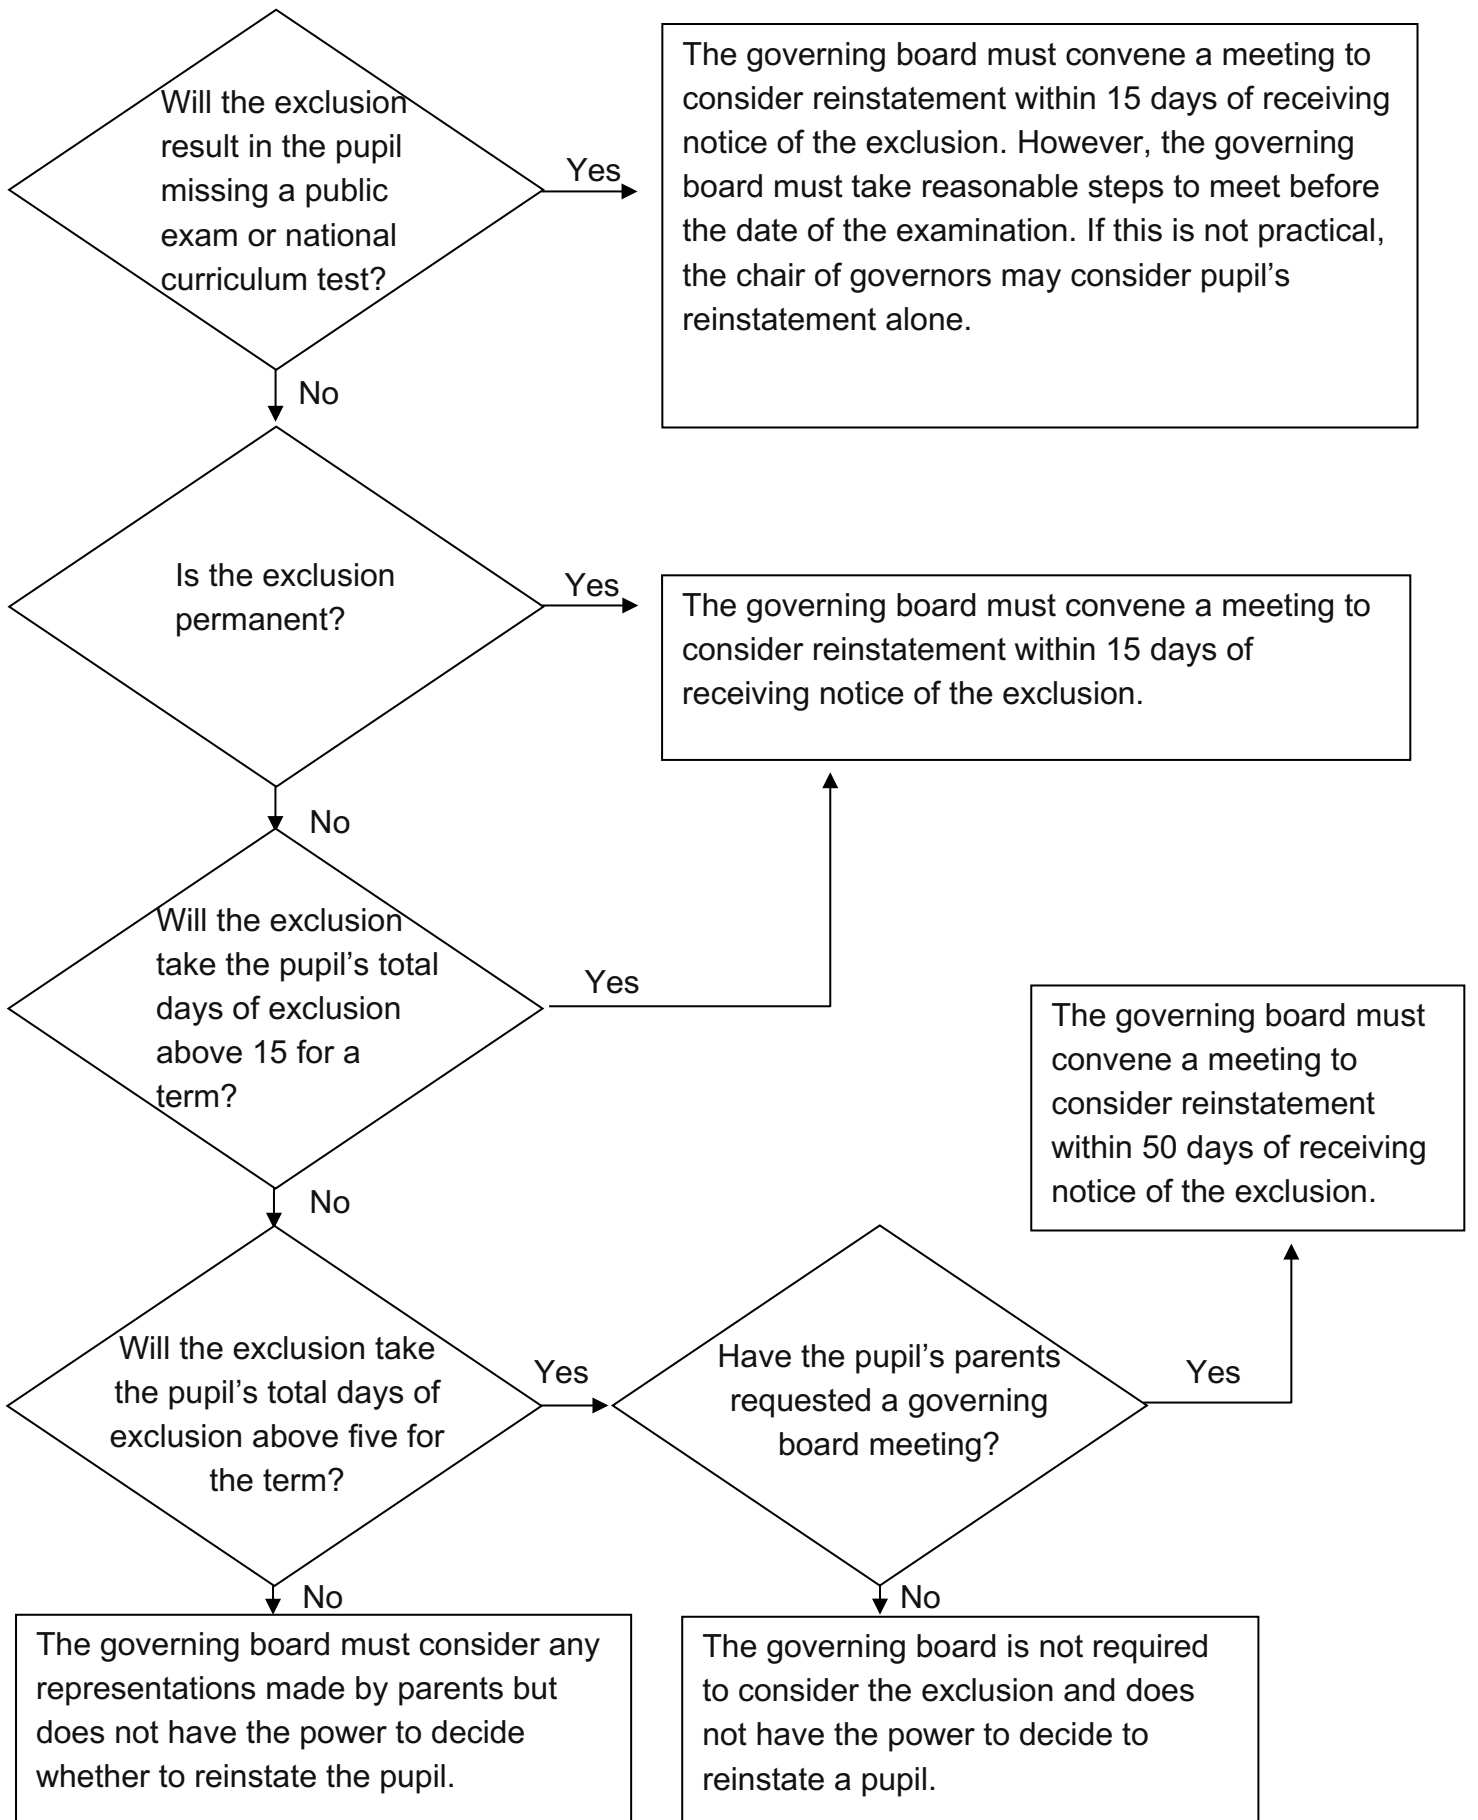 Will the exclusion
result in the pupil
missing a public
exam or national
curriculum test?
Yes
The governing board must convene a meeting to
consider reinstatement within 15 days of receiving
notice of the exclusion. However, the governing
board must take reasonable steps to meet before
the date of the examination. If this is not practical,
the chair of governors may consider pupil’s
reinstatement alone.
No
Is the exclusion
permanent?
Yes
The governing board must convene a meeting to
consider reinstatement within 15 days of
receiving notice of the exclusion.
No
Will the exclusion
take the pupil’s total
days of exclusion
above 15 for a
term?
Yes
The governing board must
convene a meeting to
consider reinstatement
within 50 days of receiving
notice of the exclusion.
No
Will the exclusion take
the pupil’s total days of
exclusion above five for
the term?
Yes
Have the pupil’s parents
requested a governing
board meeting?
Yes
No
The governing board must consider any
representations made by parents but
does not have the power to decide
whether to reinstate the pupil.
No
The governing board is not required
to consider the exclusion and does
not have the power to decide to
reinstate a pupil.